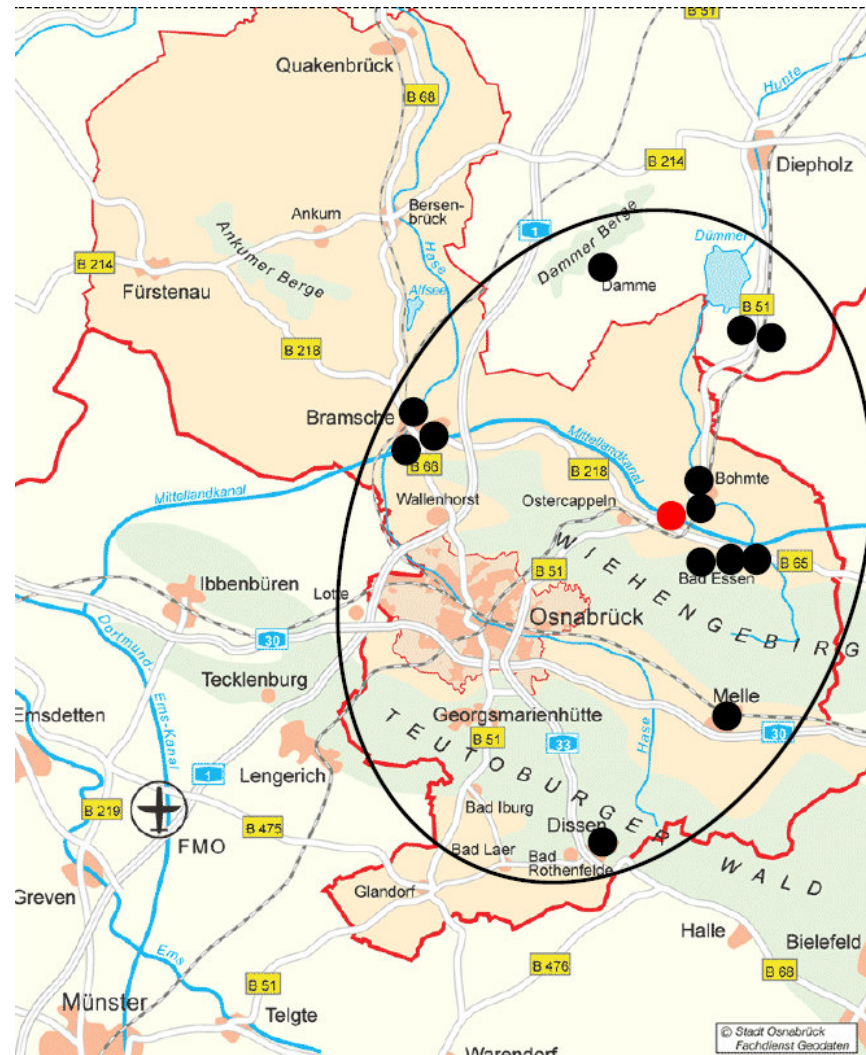 B 51
Quakenbrück
B 68
Hunte
B 214
Diepholz
Ankum
Bersen-
brück
Ankumer Berge
Hase
1
Dammer Berge
Dümmer
B 214
Fürstenau
Alfsee
Damme
B 51
B 218
Bramsche
Mittellandkanal
B 218
Bohmte
Mittellandkanal
Wallenhorst
Ostercappeln
WIEHENGEBIRG
B 51
Bad Essen
B 65
Ibbenbüren
Lotte
Osnabrück
30
Dortmund
Ems-Kanal
Tecklenburg
Melle
Emsdetten
Georgsmarienhütte
Hase
30
B 51
33
TEUTOBURGER WALD
1
Lengerich
B 219
B 475
Bad Iburg
Dissen
FMO
Bad Laer
Bad
Rothenfelde
Greven
Glandorf
Halle
Bielefeld
Ems
B 476
B 68
B 51
Münster
Telgte
Warendorf
© Stadt Osnabrück
Fachdienst Geodaten